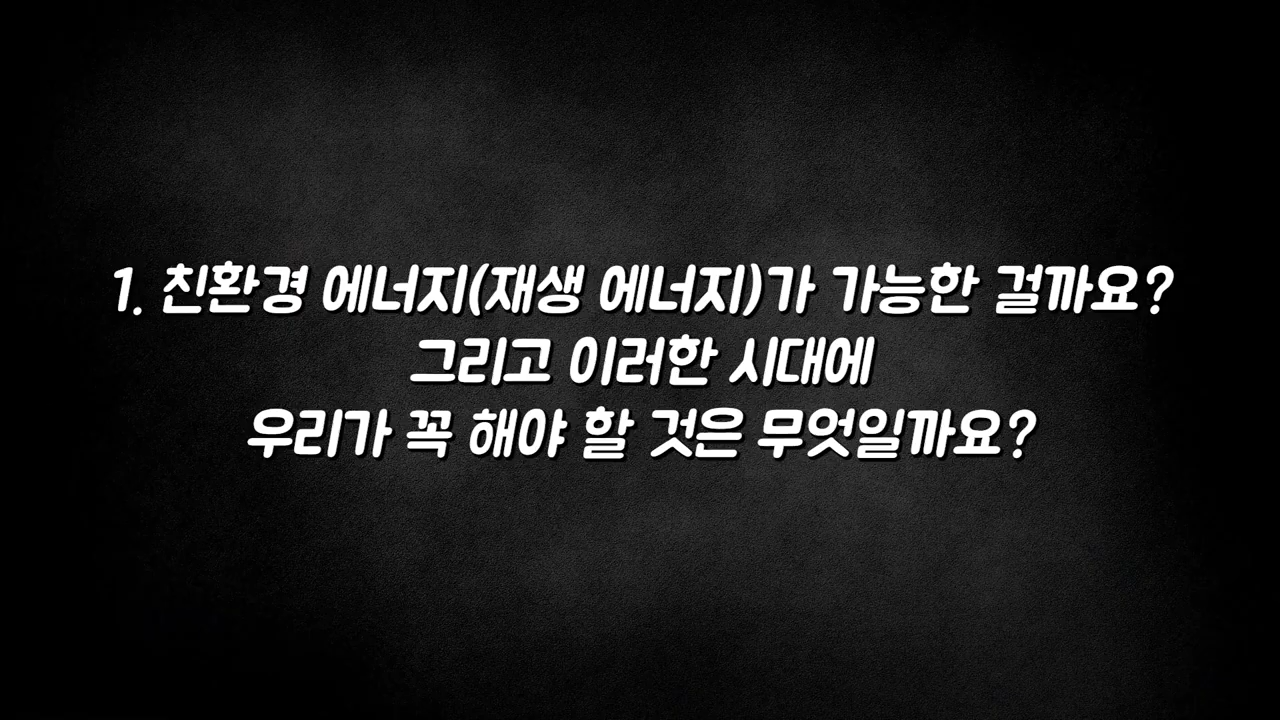 1. 친환경 에너지(재생 에너지)가 가능한 걸까요?
그리고 이러한 시대에
우리가 꼭 해야 할 것은 무엇일까요?